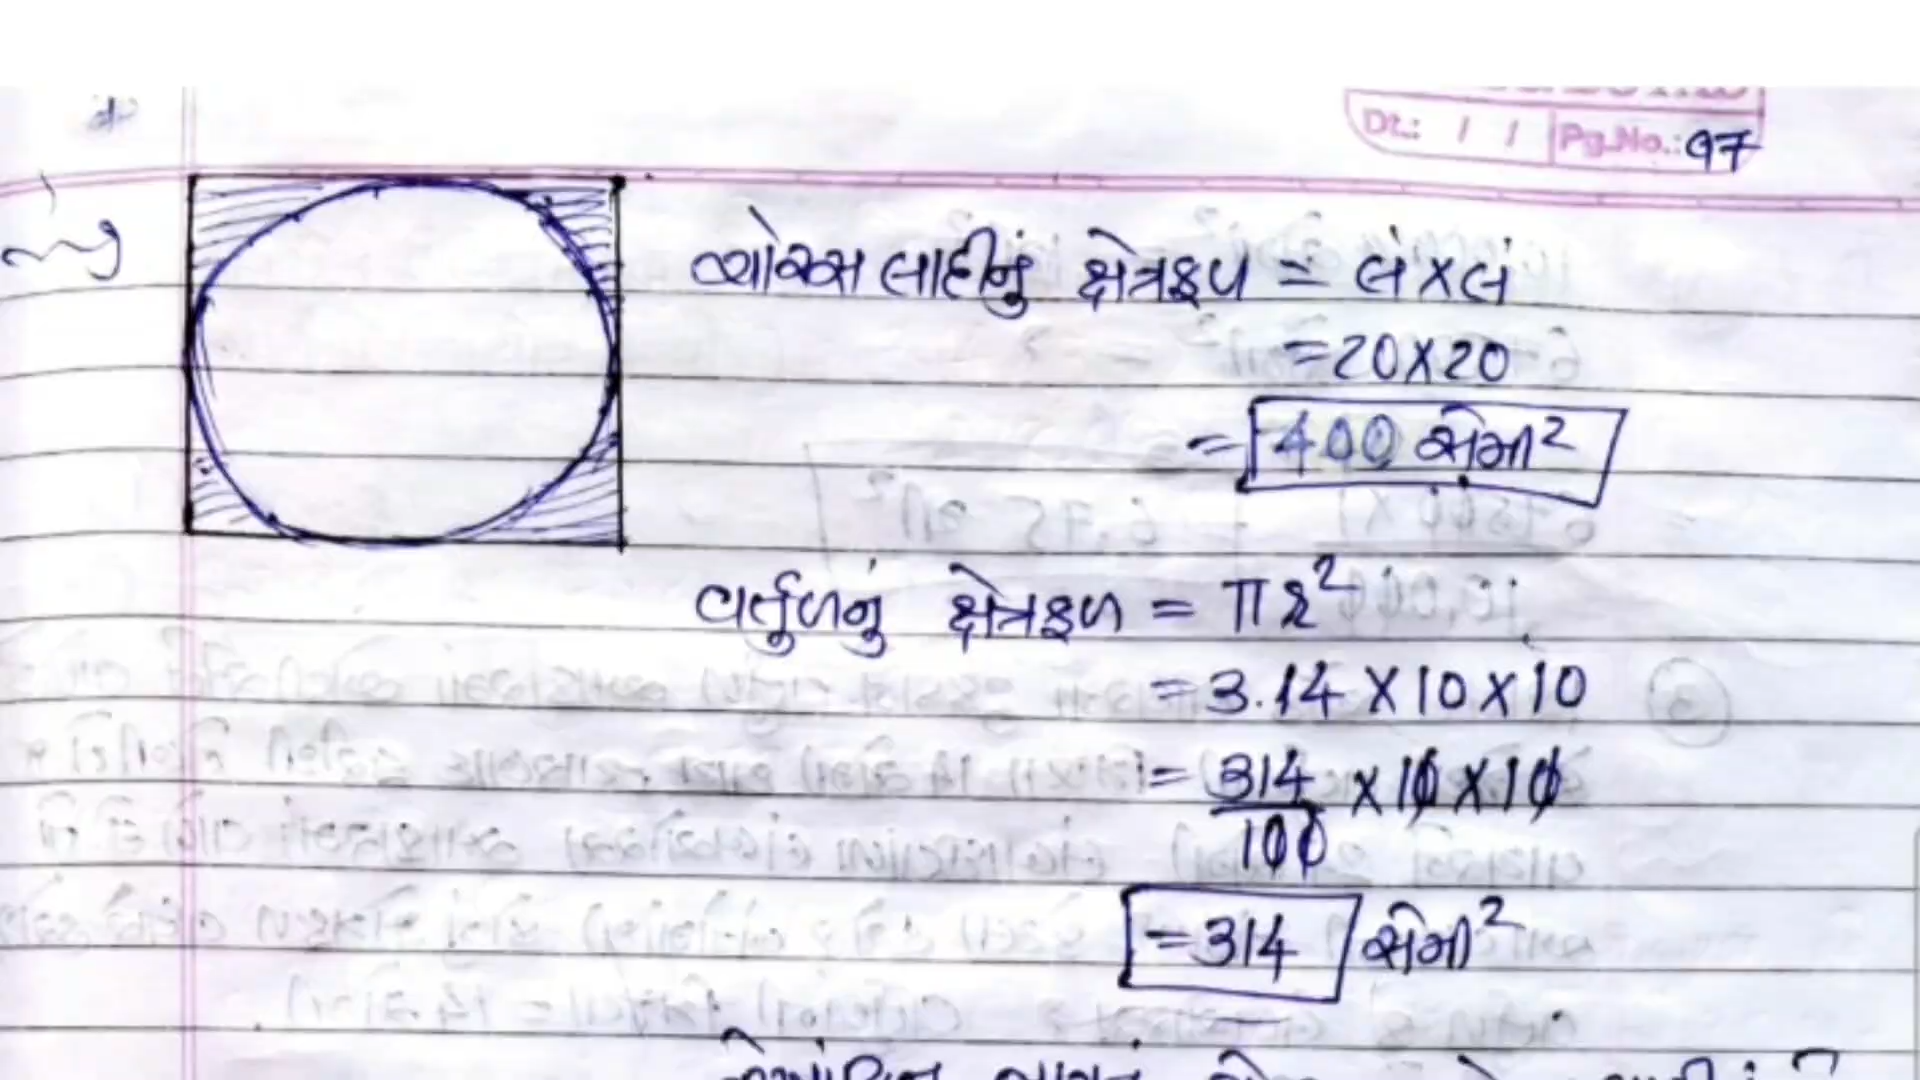 Dt.: / / Pg.No.: 97
ચોરસ લાદીનું ક્ષેત્રફળ = લં×લં
=20×20
= 400 સેમી²
વર્તુળનું ક્ષેત્રફળ = πr²
= 3.14 × 10 × 10
= 314/100 × 10 × 10
= 314 સેમી²